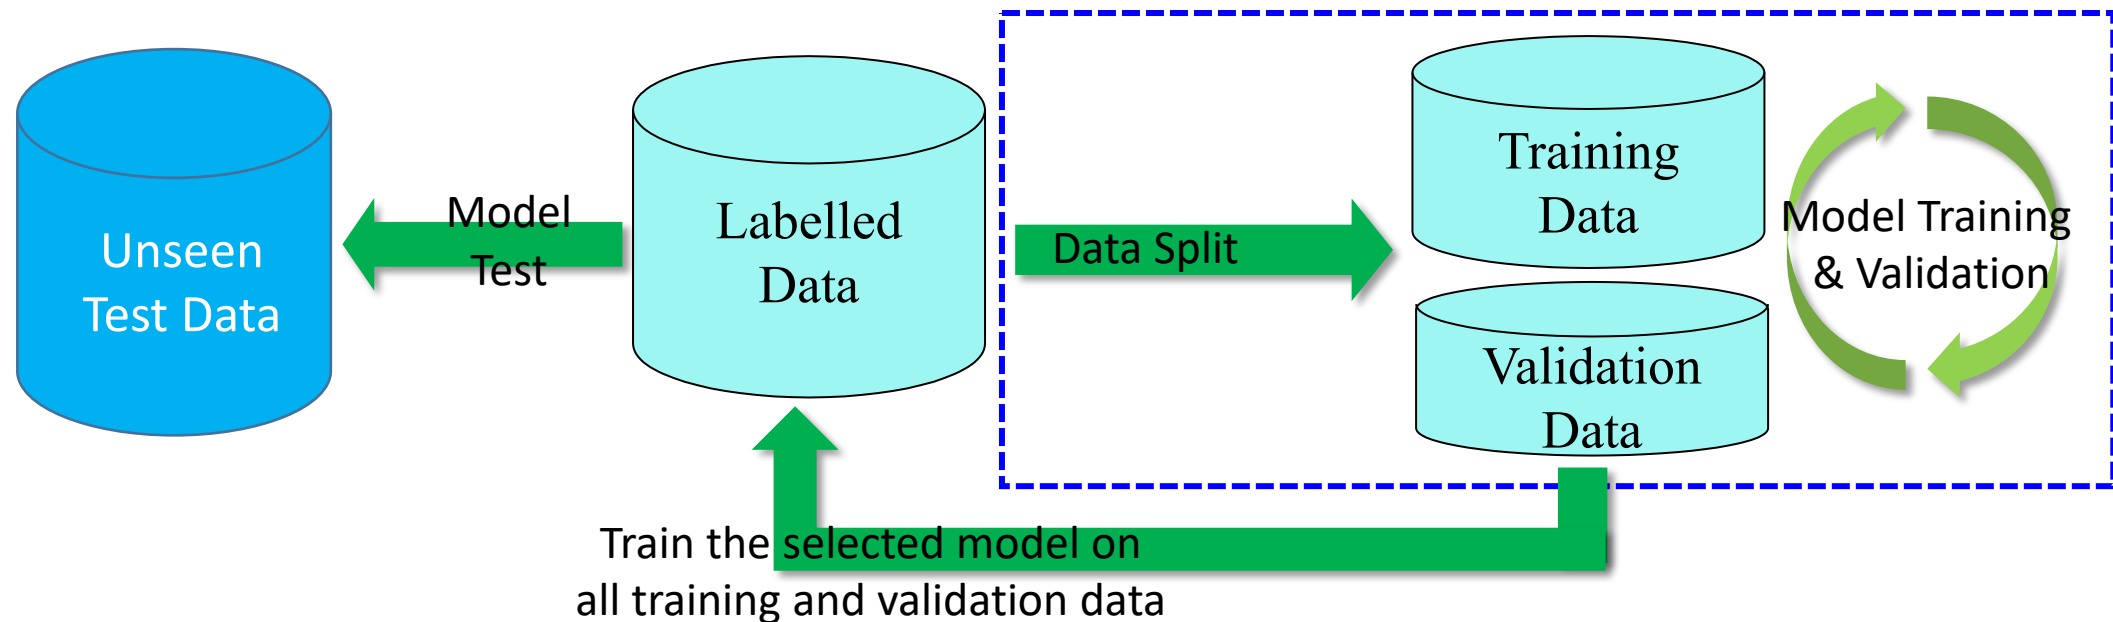 Unseen
Test Data
Model
Test
Labelled
Data
Data Split
Training
Data
Validation
Data
Model Training
& Validation
Train the selected model on
all training and validation data